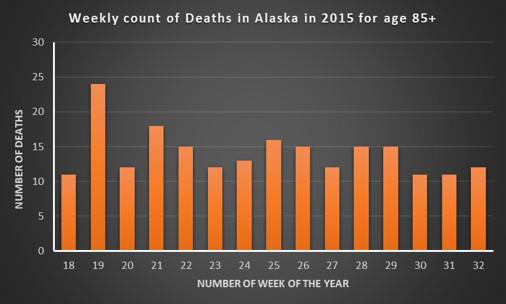 Weekly count of Deaths in Alaska in 2015 for age 85+
30
25
20
15
10
5
0
NUMBER OF DEATHS
18 19 20 21 22 23 24 25 26 27 28 29 30 31 32
NUMBER OF WEEK OF THE YEAR